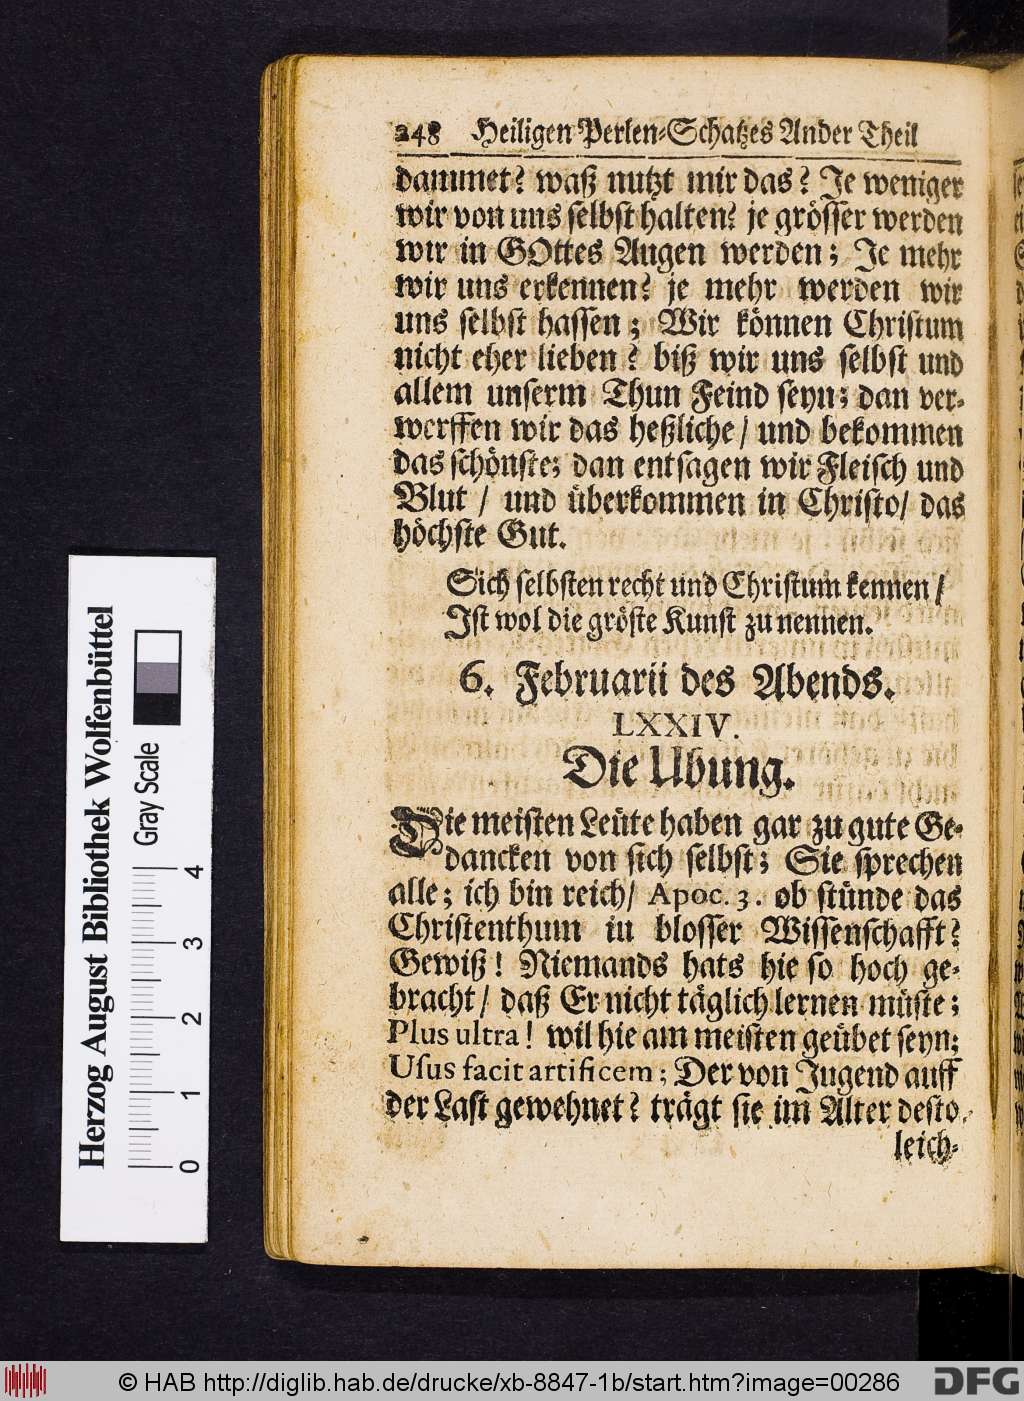 248 Heiligen Perlen-Schatzes Ander Theil
dammet? waß nutzt mir das? Je weniger
wir von uns selbst halten? je grösser werden
wir in GOttes Augen werden; Je mehr
wir uns erkennen? je mehr werden wir
uns selbst hassen; Wir können Christum
nicht eher lieben? biß wir uns selbst und
allem unserm Thun Feind seyn; dan ver-
werffen wir das heßliche/ und bekommen
das schönste; dan entsagen wir Fleisch und
Blut / und überkommen in Christo/ das
höchste Gut.
Sich selbsten recht und Christum kennen /
Ist wol die gröste Kunst zu nennen.
6. Februarii des Abends.
LXXIV.
Die Ubung.
Die meisten Leüte haben gar zu gute Ge-
dancken von sich selbst; Sie sprechen
alle; ich bin reich/ Apoc. 3. ob stünde das
Christenthum in blosser Wissenschafft?
Gewiß! Niemands hats hie so hoch ge-
bracht/ daß Er nicht täglich lernen müste;
Plus ultra! wil hie am meisten geübet seyn;
Usus facit artificem; Der von Jugend auff
der Last gewehnet? trägt sie im Alter desto
leich-
Herzog August Bibliothek Wolfenbüttel
Gray Scale
0 1 2 3 4
© HAB http://diglib.hab.de/drucke/xb-8847-1b/start.htm?image=00286
DFG